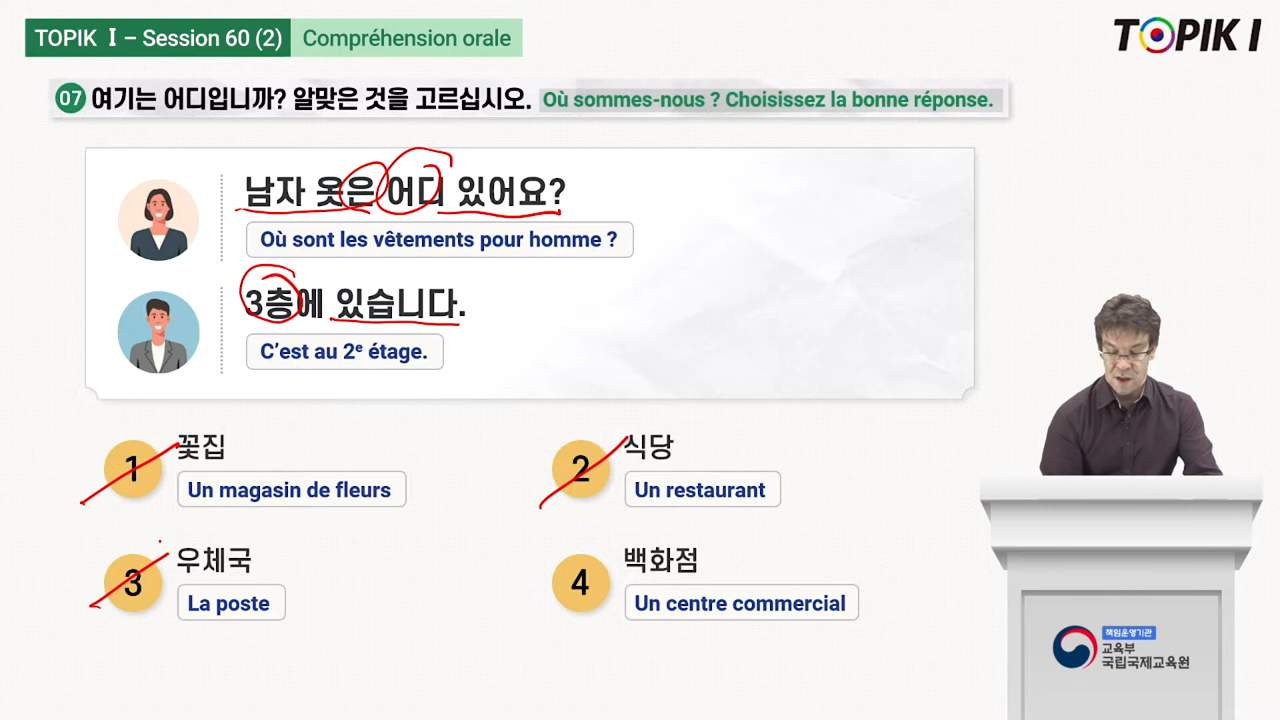 TOPIK Ⅰ – Session 60 (2) Compréhension orale
TOPIK I
07 여기는 어디입니까? 알맞은 것을 고르십시오. Où sommes-nous ? Choisissez la bonne réponse.
남자 옷은 어디 있어요?
Où sont les vêtements pour homme ?
3층에 있습니다.
C’est au 2e étage.
1 꽃집
Un magasin de fleurs
2 식당
Un restaurant
3 우체국
La poste
4 백화점
Un centre commercial
책임운영기관
교육부
국립국제교육원